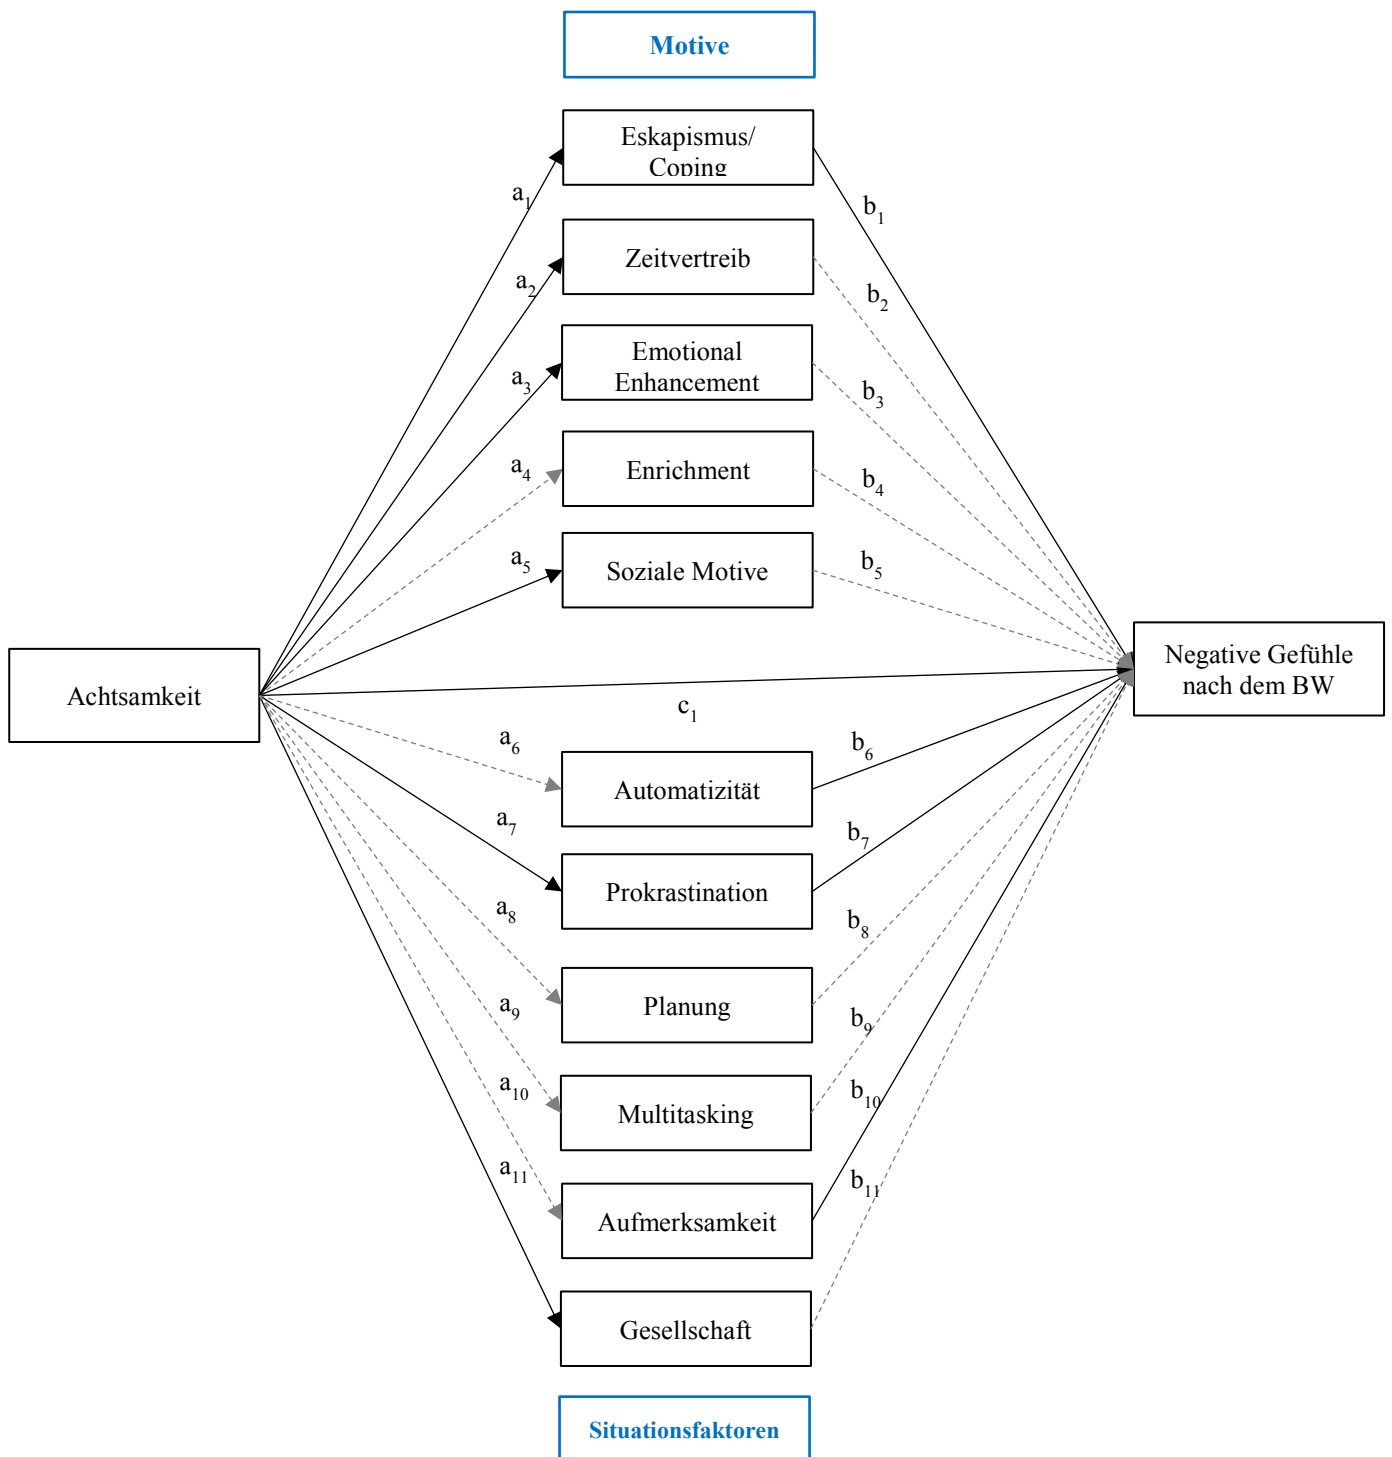 Motive
Eskapismus/
Coping
a1
b1
Zeitvertreib
a2
b2
Emotional
Enhancement
a3
b3
Enrichment
a4
b4
Soziale Motive
a5
b5
Achtsamkeit
Negative Gefühle
nach dem BW
c1
a6
b6
Automatizität
a7
b7
Prokrastination
a8
b8
Planung
a9
b9
Multitasking
a10
b10
Aufmerksamkeit
a11
b11
Gesellschaft
Situationsfaktoren